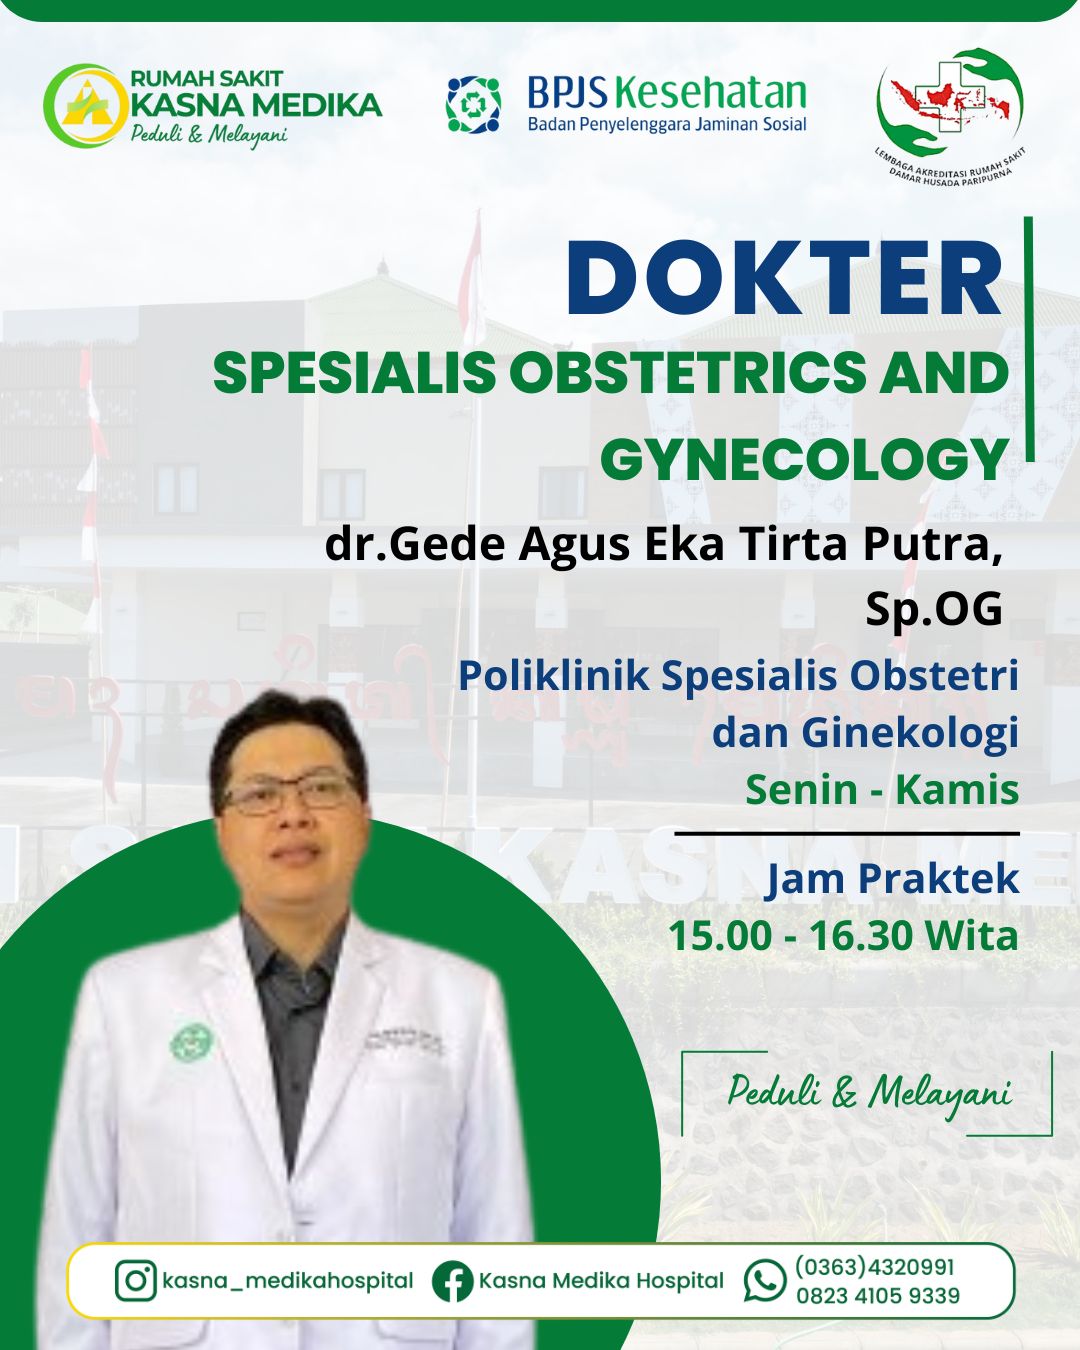 RUMAH SAKIT
KASNA MEDIKA
Peduli & Melayani
BPJS Kesehatan
Badan Penyelenggara Jaminan Sosial
LEMBAGA AKREDITASI RUMAH SAKIT
DAMAR HUSADA PARIPURNA
DOKTER
SPESIALIS OBSTETRICS AND
GYNECOLOGY
dr.Gede Agus Eka Tirta Putra,
Sp.OG
Poliklinik Spesialis Obstetri
dan Ginekologi
Senin - Kamis
KASNA ME
Jam Praktek
15.00 - 16.30 Wita
Peduli & Melayani
kasna_medikahospital
Kasna Medika Hospital
(0363)4320991
0823 4105 9339